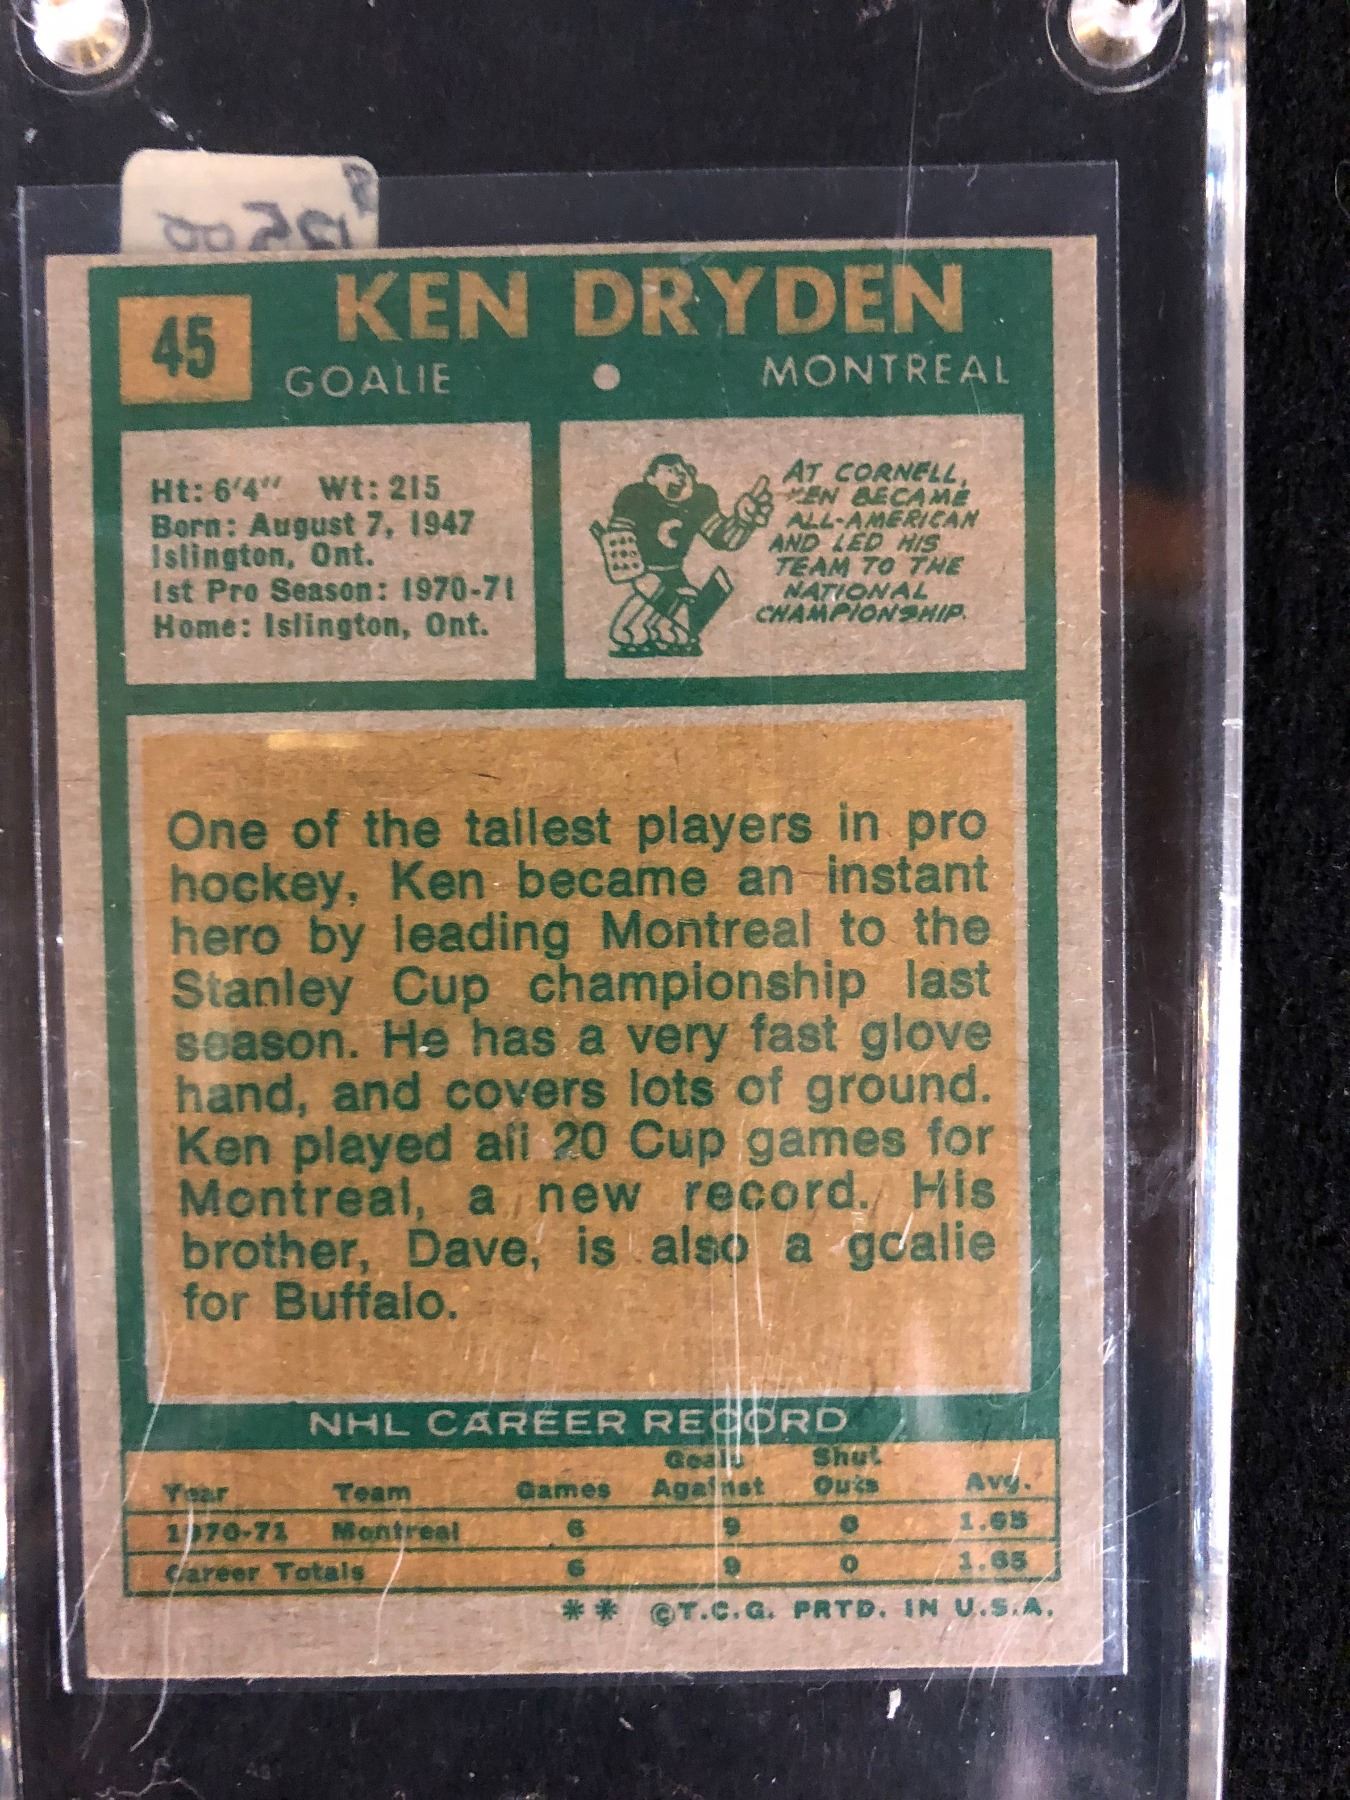 45
KEN DRYDEN
GOALIE • MONTREAL
Ht: 6'4" Wt: 215
Born: August 7, 1947
Islington, Ont.
1st Pro Season: 1970-71
Home: Islington, Ont.
AT CORNELL,
KEN BECAME
ALL-AMERICAN
AND LED HIS
TEAM TO THE
NATIONAL
CHAMPIONSHIP.
C
One of the tallest players in pro
hockey, Ken became an instant
hero by leading Montreal to the
Stanley Cup championship last
season. He has a very fast glove
hand, and covers lots of ground.
Ken played all 20 Cup games for
Montreal, a new record. His
brother, Dave, is also a goalie
for Buffalo.
NHL CAREER RECORD
Year Team Games Goals Against Shut Outs Avg.
1970-71 Montreal 6 9 0 1.65
Career Totals 6 9 0 1.65
** ©T.C.G. PRTD. IN U.S.A.